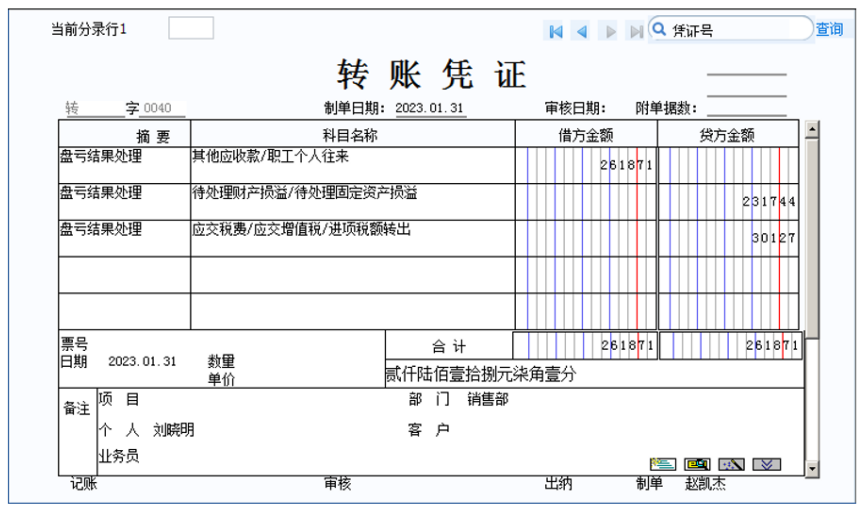 当前分录行1 凭证号 查询
转 账 凭 证
转 字 0040 制单日期: 2023.01.31 审核日期: 附单据数:
摘 要 科目名称 借方金额 贷方金额
盘亏结果处理 其他应收款/职工个人往来 261871
盘亏结果处理 待处理财产损溢/待处理固定资产损溢 231744
盘亏结果处理 应交税费/应交增值税/进项税额转出 30127
票号
日期 2023.01.31 数量 合 计 261871 261871
单价 贰仟陆佰壹拾捌元柒角壹分
备注 项 目 部 门 销售部
个 人 刘晓明 客 户
业务员
记账 审核 出纳 制单 赵凯杰